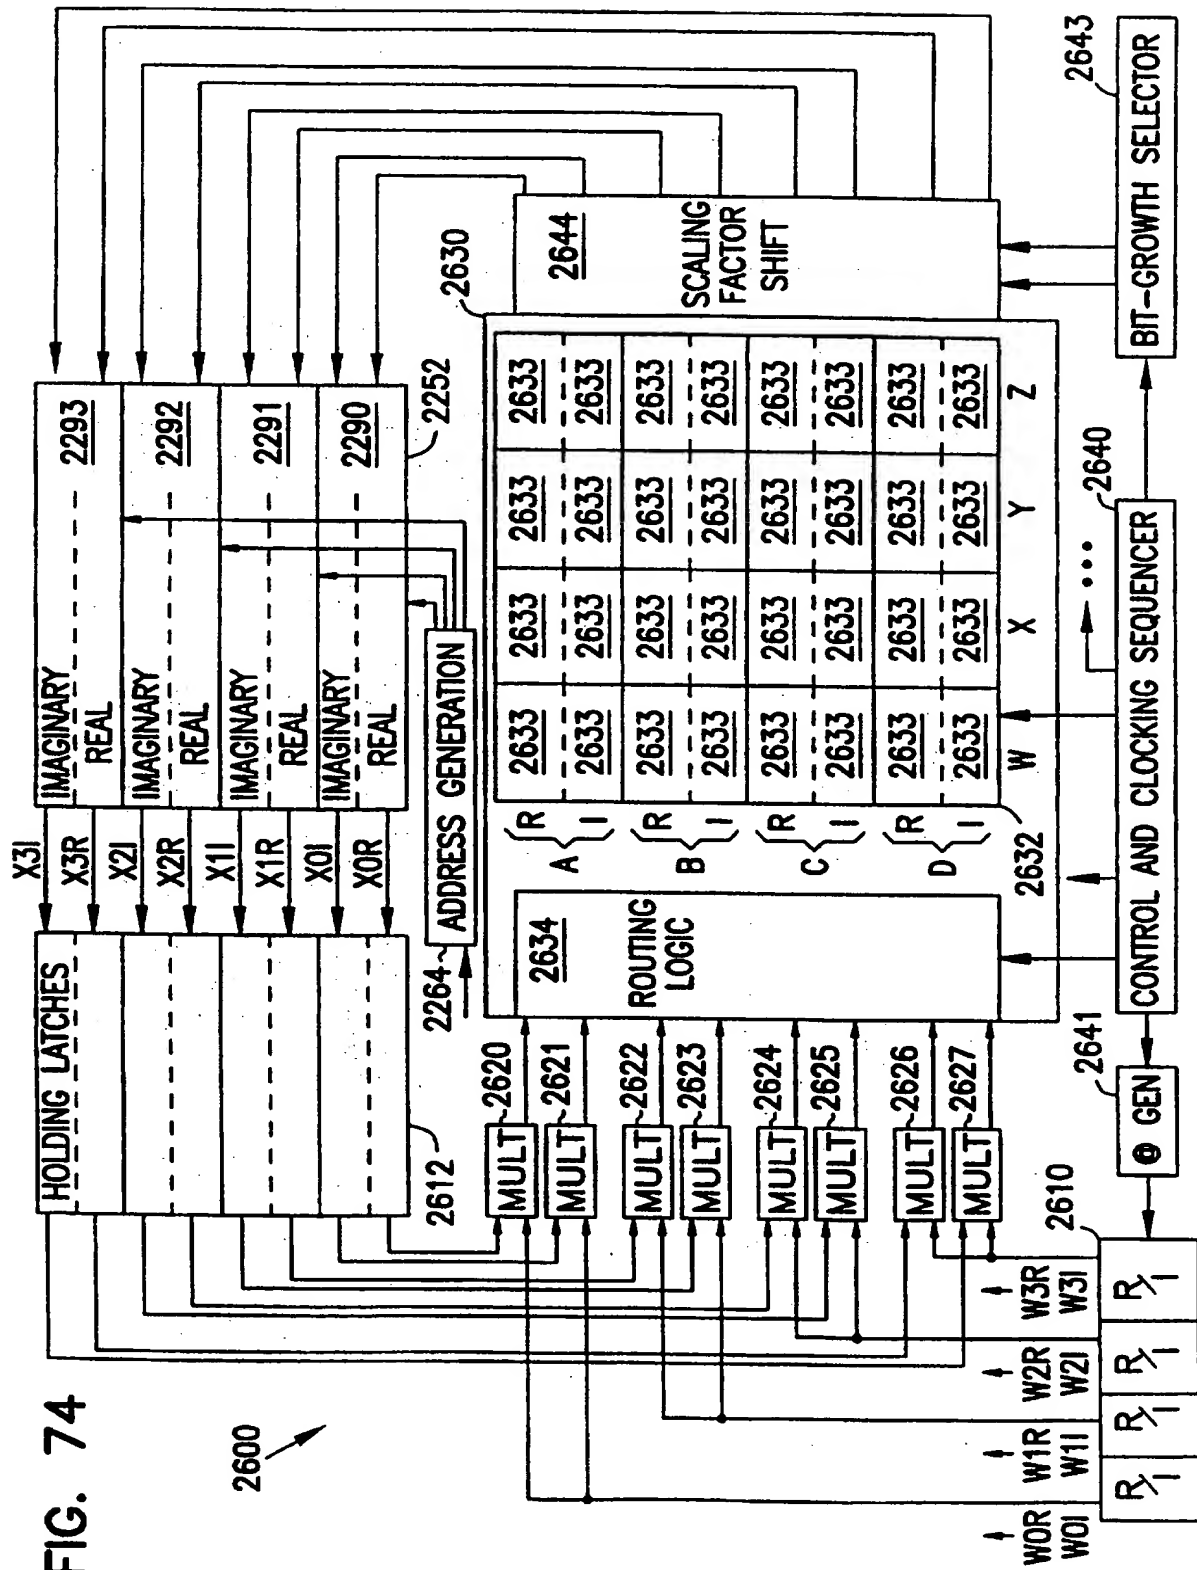 FIG. 74
2600
HOLDING LATCHES
2612
X3I
X3R
X2I
X2R
X1I
X1R
X0I
X0R
IMAGINARY
REAL
2293
IMAGINARY
REAL
2292
IMAGINARY
REAL
2291
IMAGINARY
REAL
2290
2252
2264
ADDRESS GENERATION
MULT
2620
MULT
2621
MULT
2622
MULT
2623
MULT
2624
MULT
2625
MULT
2626
MULT
2627
2634
ROUTING
LOGIC
2630
A
R
I
B
R
I
C
R
I
D
R
I
2633 2633 2633 2633
2633 2633 2633 2633
2633 2633 2633 2633
2633 2633 2633 2633
2633 2633 2633 2633
2633 2633 2633 2633
2633 2633 2633 2633
2633 2633 2633 2633
W X Y Z
2632
2644
SCALING
FACTOR
SHIFT
W0R
W0I
W1R
W1I
W2R
W2I
W3R
W3I
2610
R/I R/I R/I R/I
@ GEN
2641
CONTROL AND CLOCKING SEQUENCER
2640
BIT-GROWTH SELECTOR
2643